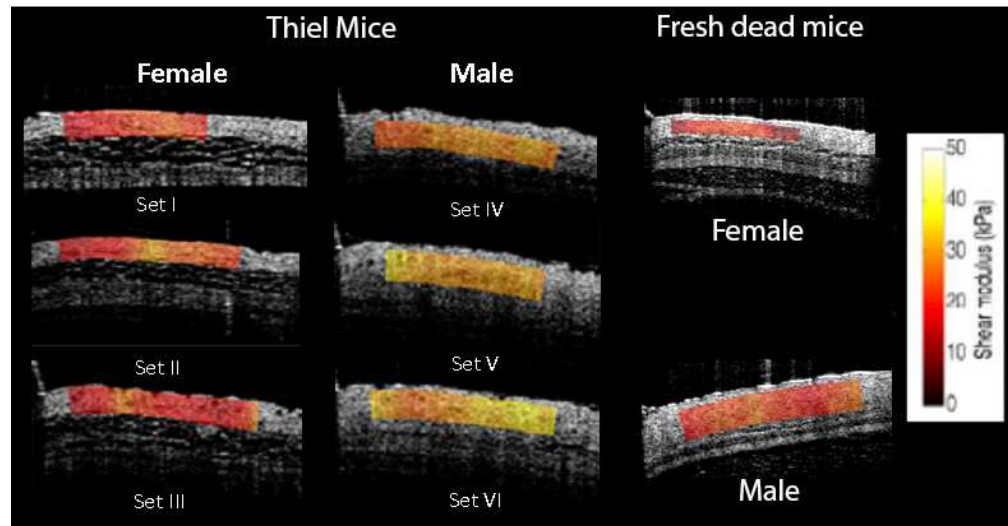 Thiel Mice
Fresh dead mice
Female
Male
Set I
Set IV
Female
Set II
Set V
Set III
Set VI
Male
50
40
30
20
10
0
Shear modulus (kPa)